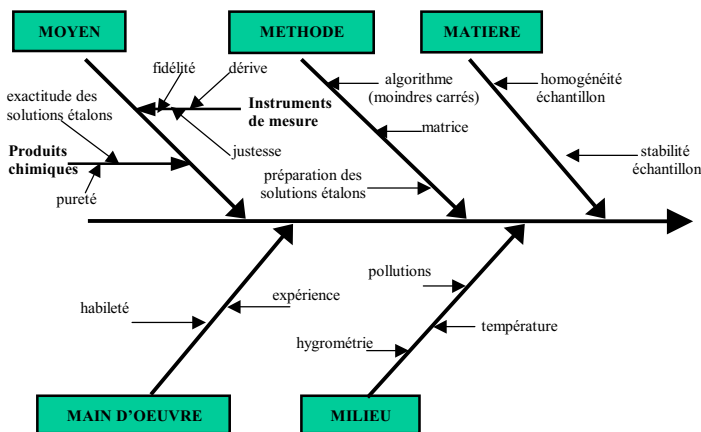 MOYEN
METHODE
MATIERE
fidélité
dérive
exactitude des
solutions étalons
Instruments
de mesure
justesse
Produits
chimiques
pureté
algorithme
(moindres carrés)
matrice
préparation des
solutions étalons
homogénéité
échantillon
stabilité
échantillon
habileté
expérience
pollutions
température
hygrométrie
MAIN D'OEUVRE
MILIEU